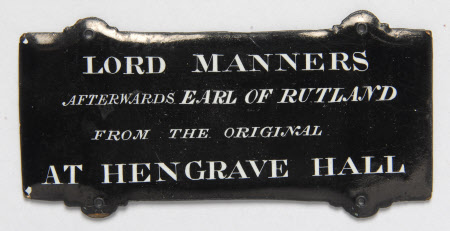 LORD MANNERS
AFTERWARDS EARL OF RUTLAND
FROM THE ORIGINAL
AT HENGRAVE HALL